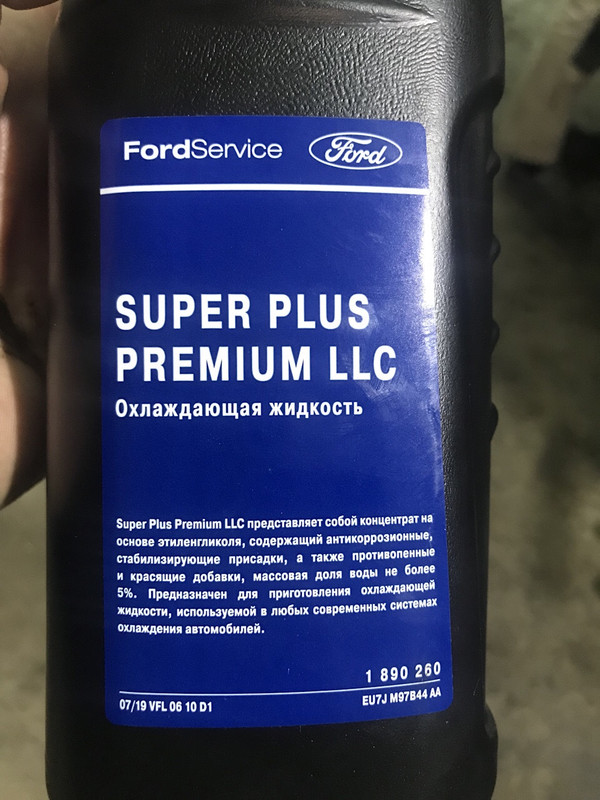 FordService Ford
SUPER PLUS
PREMIUM LLC
Охлаждающая жидкость
Super Plus Premium LLC представляет собой концентрат на
основе этиленгликоля, содержащий антикоррозионные,
стабилизирующие присадки, а также противопенные
и красящие добавки, массовая доля воды не более
5%. Предназначен для приготовления охлаждающей
жидкости, используемой в любых современных системах
охлаждения автомобилей.
1 890 260
07/19 VFL 06 10 D1 EU7J M97B44 AA